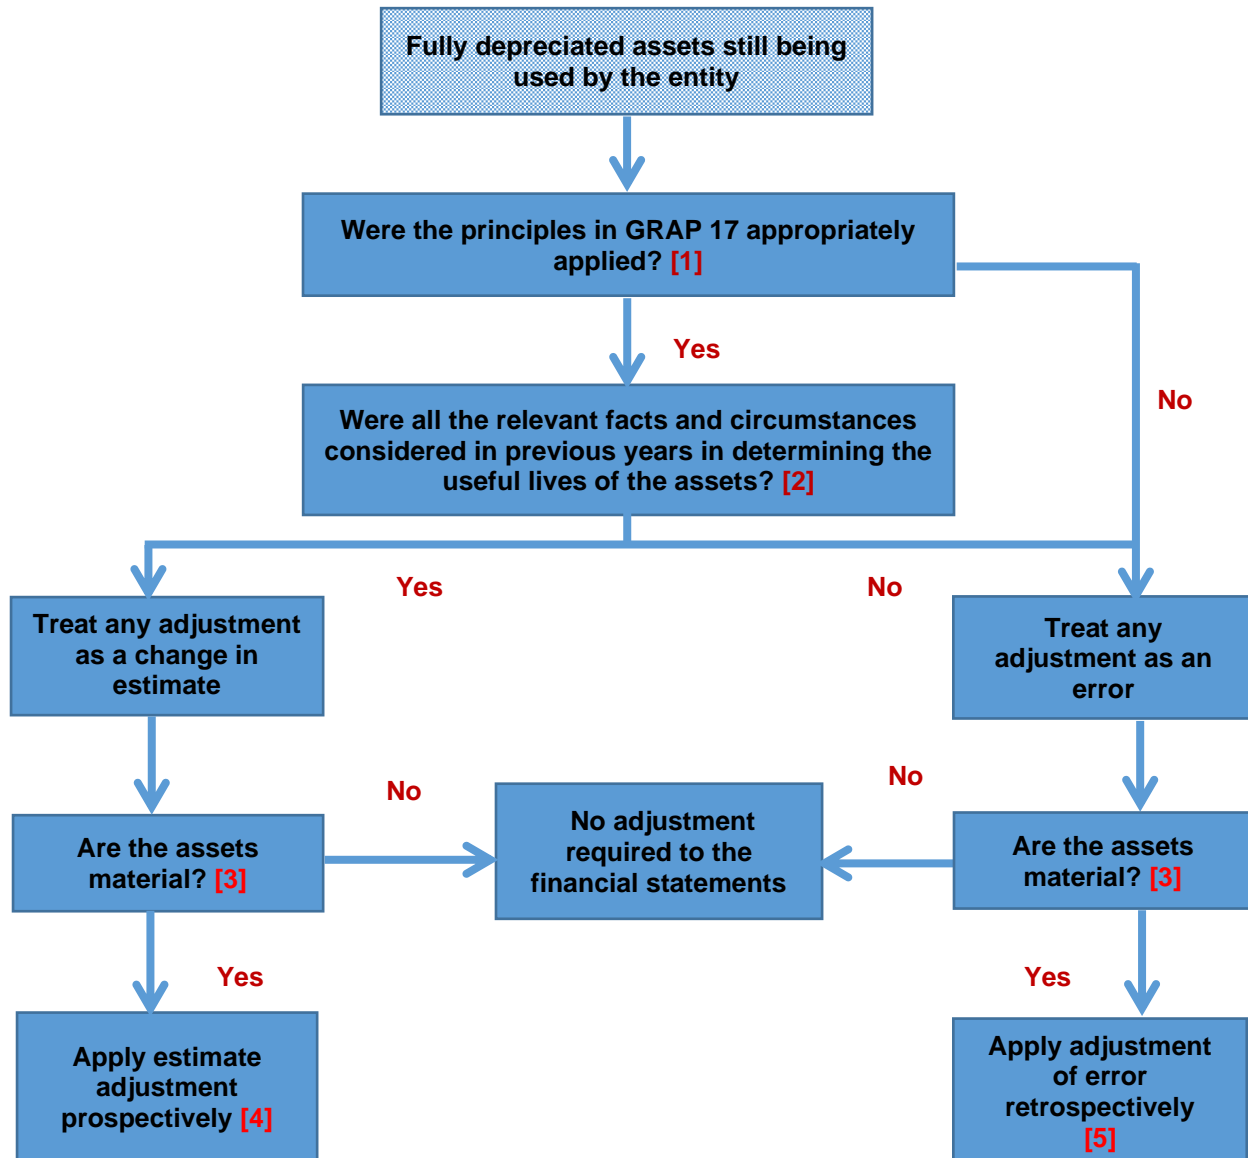 Fully depreciated assets still being
used by the entity
Were the principles in GRAP 17 appropriately
applied? [1]
Yes
No
Were all the relevant facts and circumstances
considered in previous years in determining the
useful lives of the assets? [2]
Yes
No
Treat any adjustment
as a change in
estimate
Treat any
adjustment as an
error
No
No
Are the assets
material? [3]
No adjustment
required to the
financial statements
Are the assets
material? [3]
Yes
Yes
Apply estimate
adjustment
prospectively [4]
Apply adjustment
of error
retrospectively
[5]